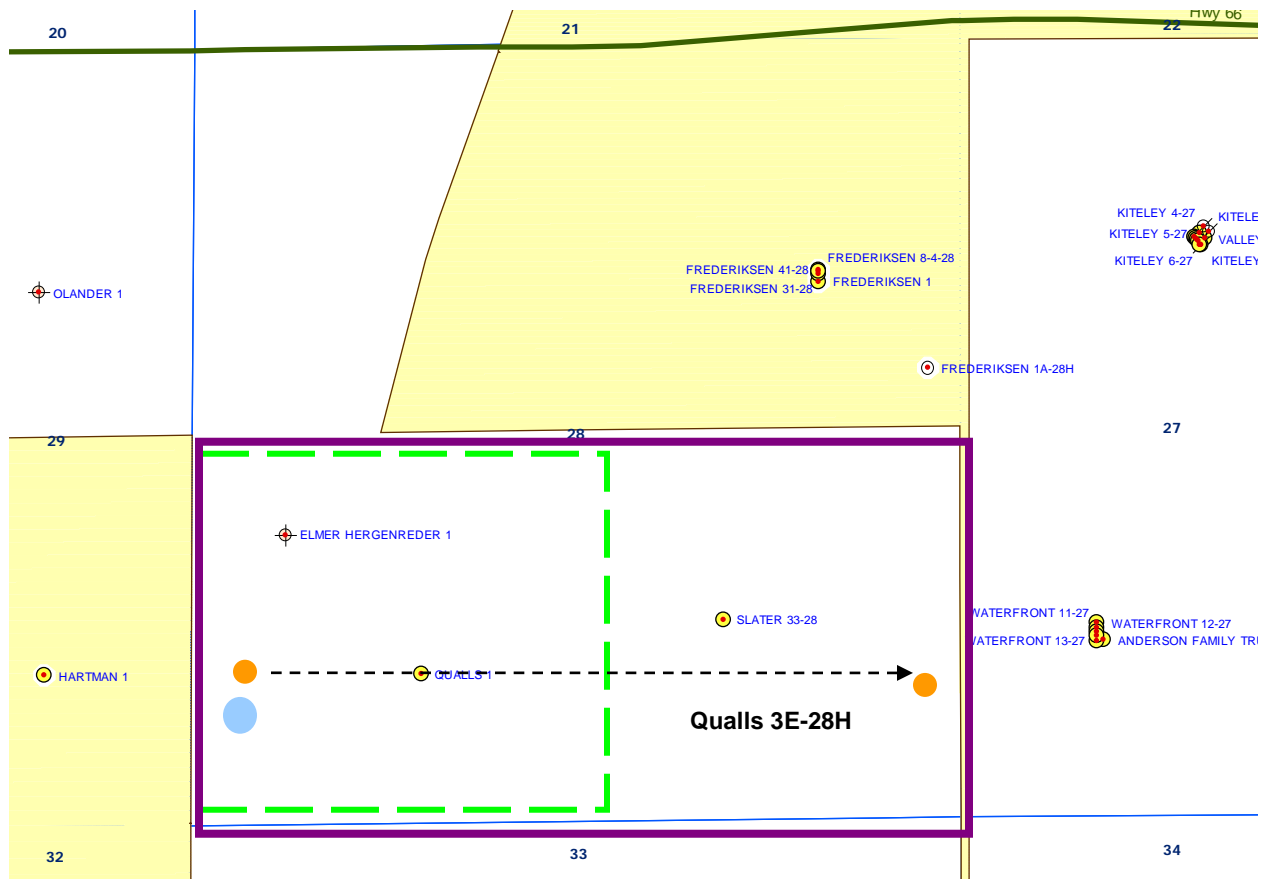 Hwy 66
20
21
22
KITELEY 4-27
KITELE
KITELEY 5-27
VALLEY
KITELEY 6-27
KITELEY
FREDERIKSEN 8-4-28
FREDERIKSEN 41-28
FREDERIKSEN 1
FREDERIKSEN 31-28
OLANDER 1
FREDERIKSEN 1A-28H
29
28
27
ELMER HERGENREDER 1
WATERFRONT 11-27
SLATER 33-28
WATERFRONT 12-27
WATERFRONT 13-27
ANDERSON FAMILY TRU
HARTMAN 1
QUALLS 1
Qualls 3E-28H
32
33
34